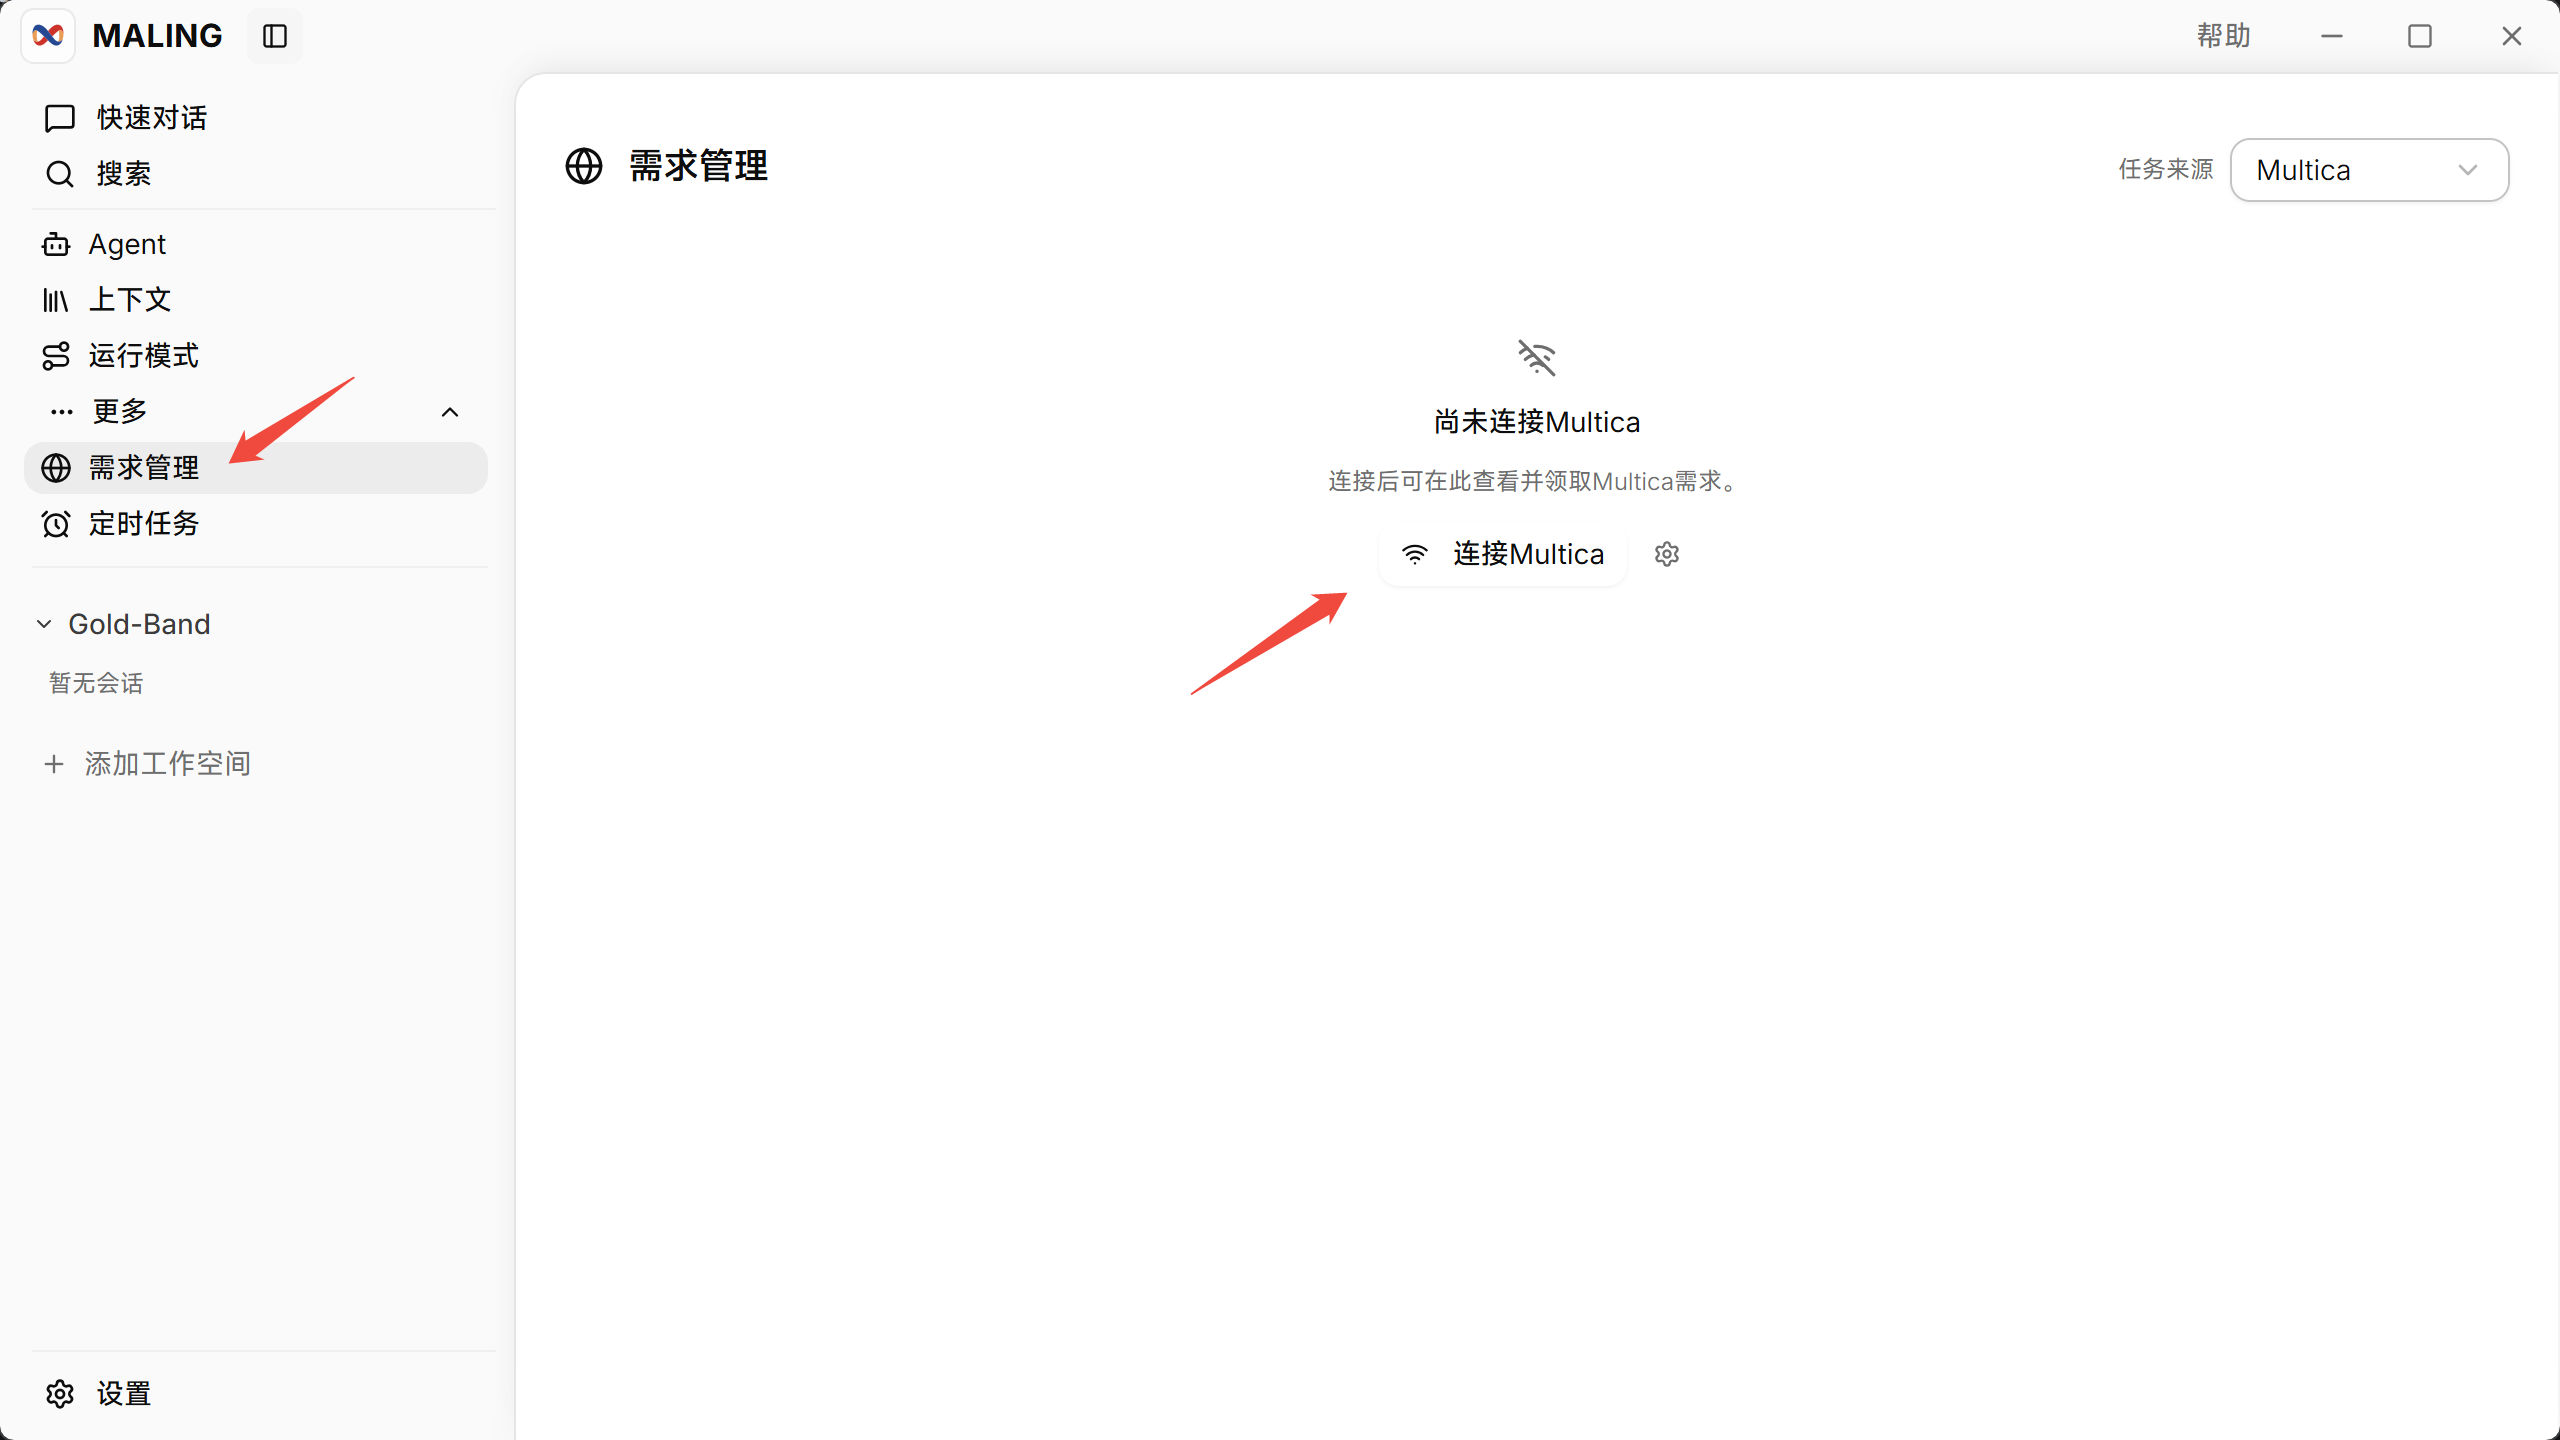 MALING
帮助
快速对话
搜索
Agent
上下文
运行模式
更多
需求管理
定时任务
Gold-Band
暂无会话
添加工作空间
设置
需求管理
任务来源
Multica
尚未连接Multica
连接后可在此查看并领取Multica需求。
连接Multica